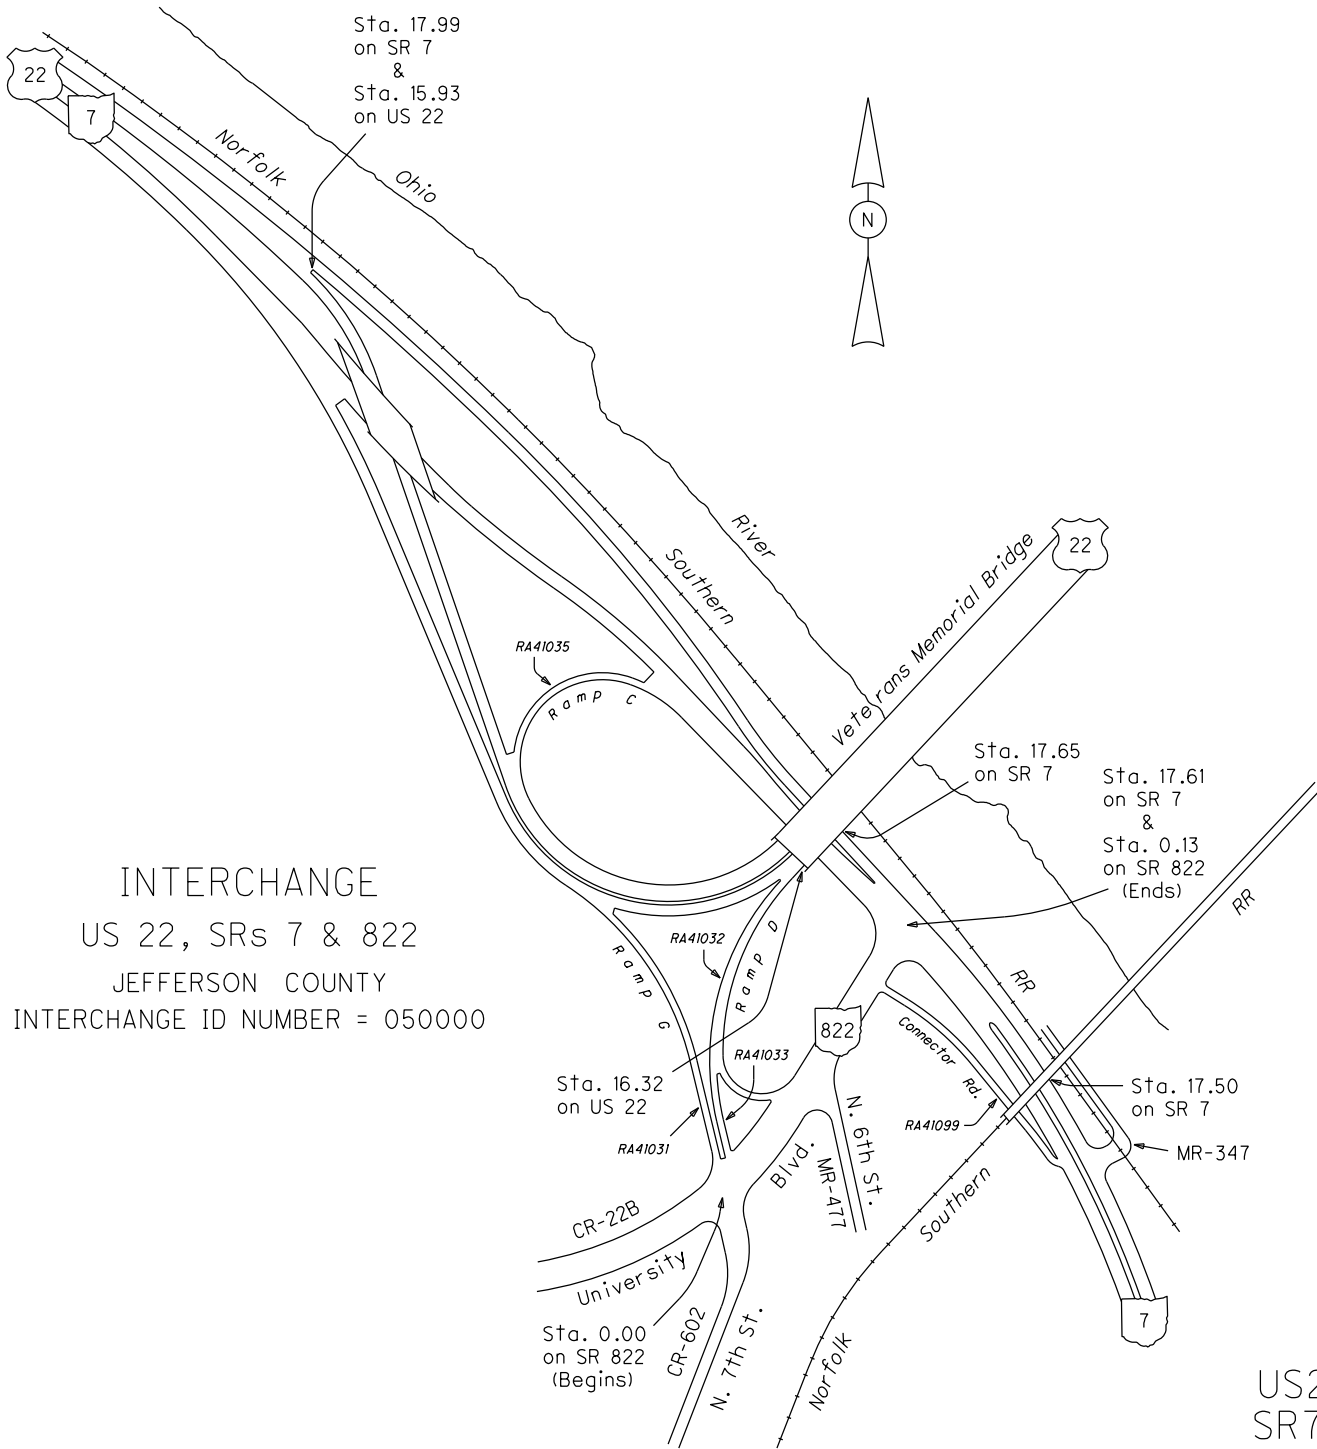 Sta. 17.99
on SR 7
&
Sta. 15.93
on US 22
22
7
Norfolk
Ohio
N
River
Southern
22
Veterans Memorial Bridge
RA41035
Ramp C
Sta. 17.65
on SR 7
Sta. 17.61
on SR 7
&
Sta. 0.13
on SR 822
(Ends)
INTERCHANGE
US 22, SRs 7 & 822
JEFFERSON COUNTY
INTERCHANGE ID NUMBER = 050000
RR
RA41032
Ramp D
Ramp G
RR
822
Connector Rd.
RA41033
Sta. 16.32
on US 22
RA41031
RA41099
Sta. 17.50
on SR 7
MR-347
N. 6th St.
MR-477
Blvd.
Southern
CR-22B
University
Sta. 0.00
on SR 822
(Begins)
CR-602
N. 7th St.
Norfolk
7
US2
SR7